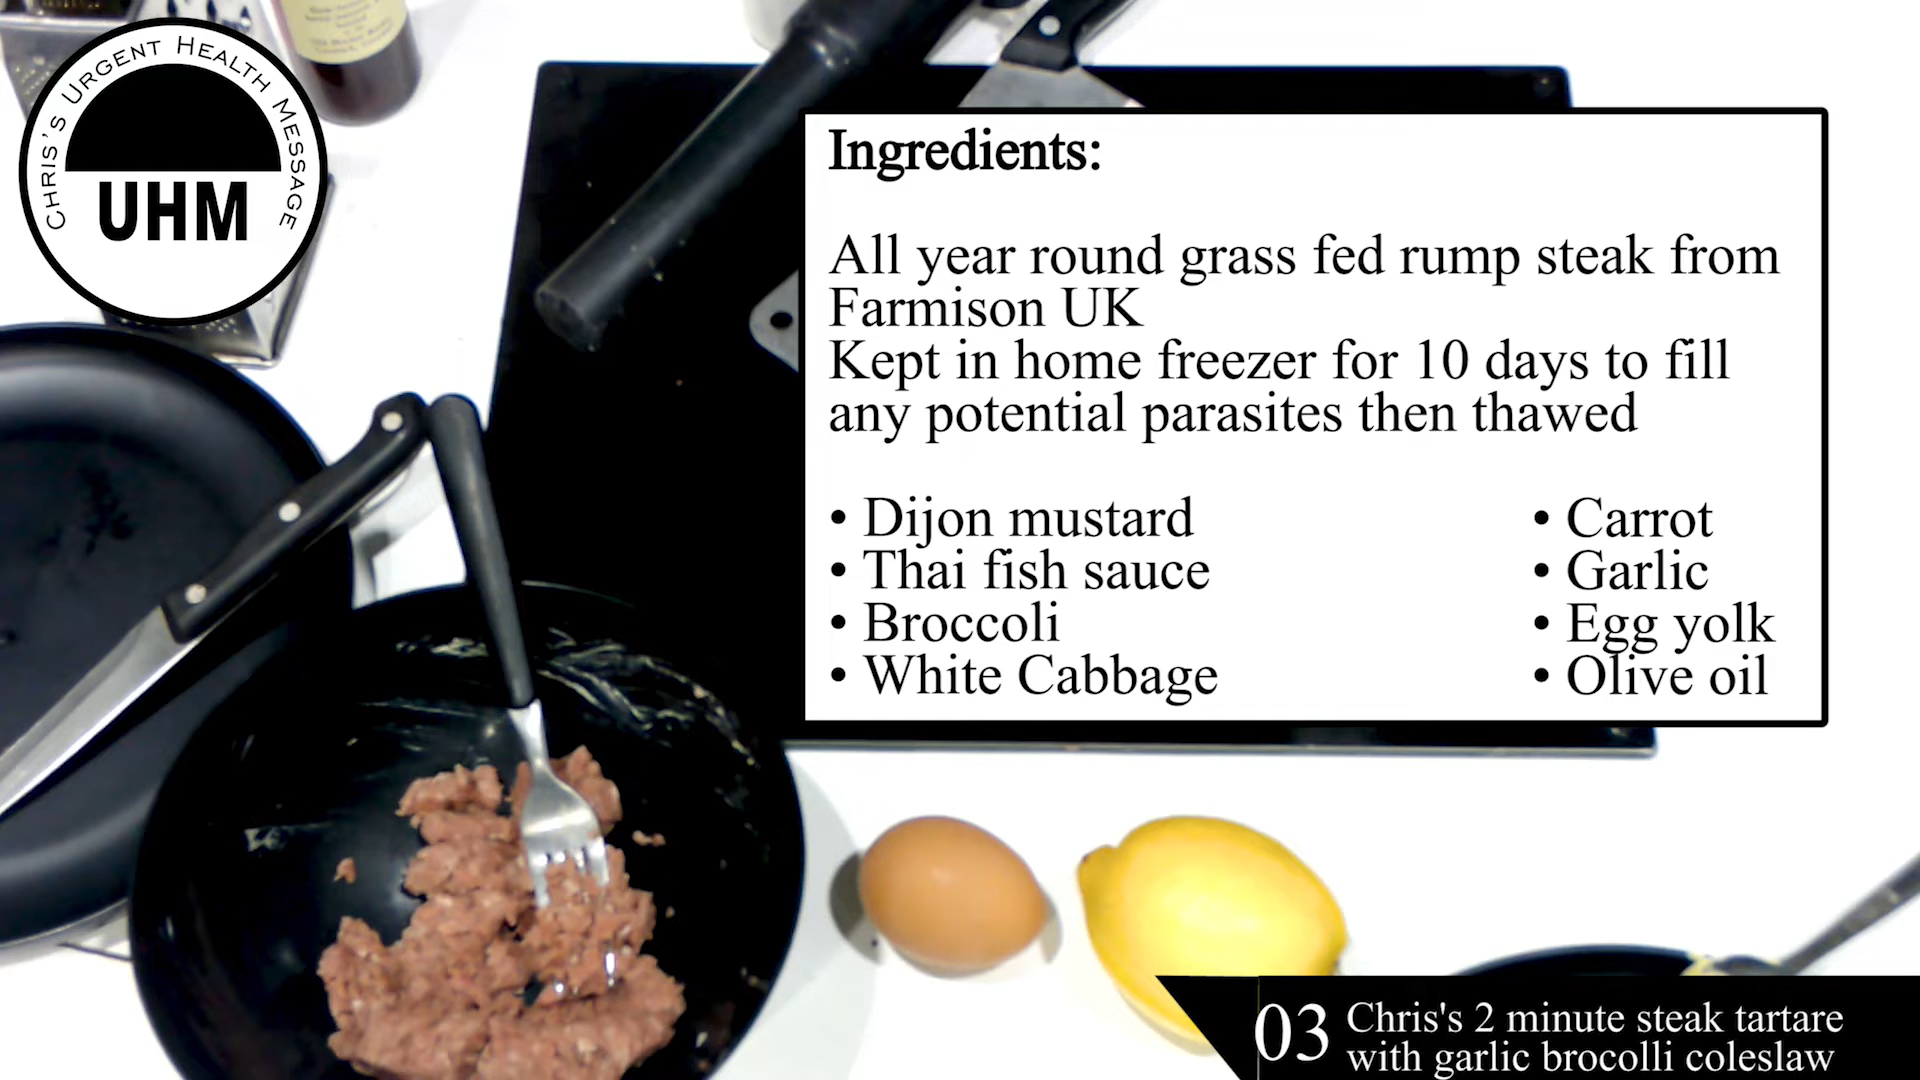 CHRIS'S URGENT HEALTH MESSAGE
UHM
Ingredients:
All year round grass fed rump steak from
Farmison UK
Kept in home freezer for 10 days to fill
any potential parasites then thawed
• Dijon mustard
• Thai fish sauce
• Broccoli
• White Cabbage
• Carrot
• Garlic
• Egg yolk
• Olive oil
03
Chris's 2 minute steak tartare
with garlic brocolli coleslaw